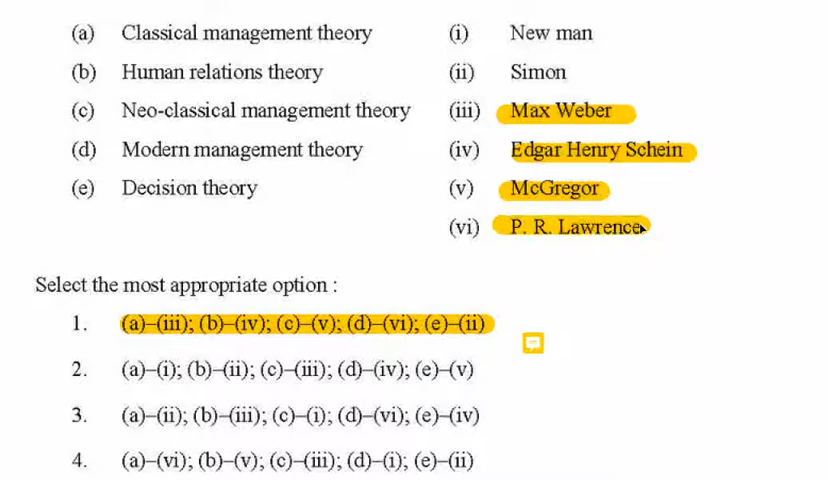 (a) Classical management theory (i) New man
(b) Human relations theory (ii) Simon
(c) Neo-classical management theory (iii) Max Weber
(d) Modern management theory (iv) Edgar Henry Schein
(e) Decision theory (v) McGregor
(vi) P. R. Lawrence
Select the most appropriate option :
1. (a)–(iii); (b)–(iv); (c)–(v); (d)–(vi); (e)–(ii)
2. (a)–(i); (b)–(ii); (c)–(iii); (d)–(iv); (e)–(v)
3. (a)–(ii); (b)–(iii); (c)–(i); (d)–(vi); (e)–(iv)
4. (a)–(vi); (b)–(v); (c)–(iii); (d)–(i); (e)–(ii)